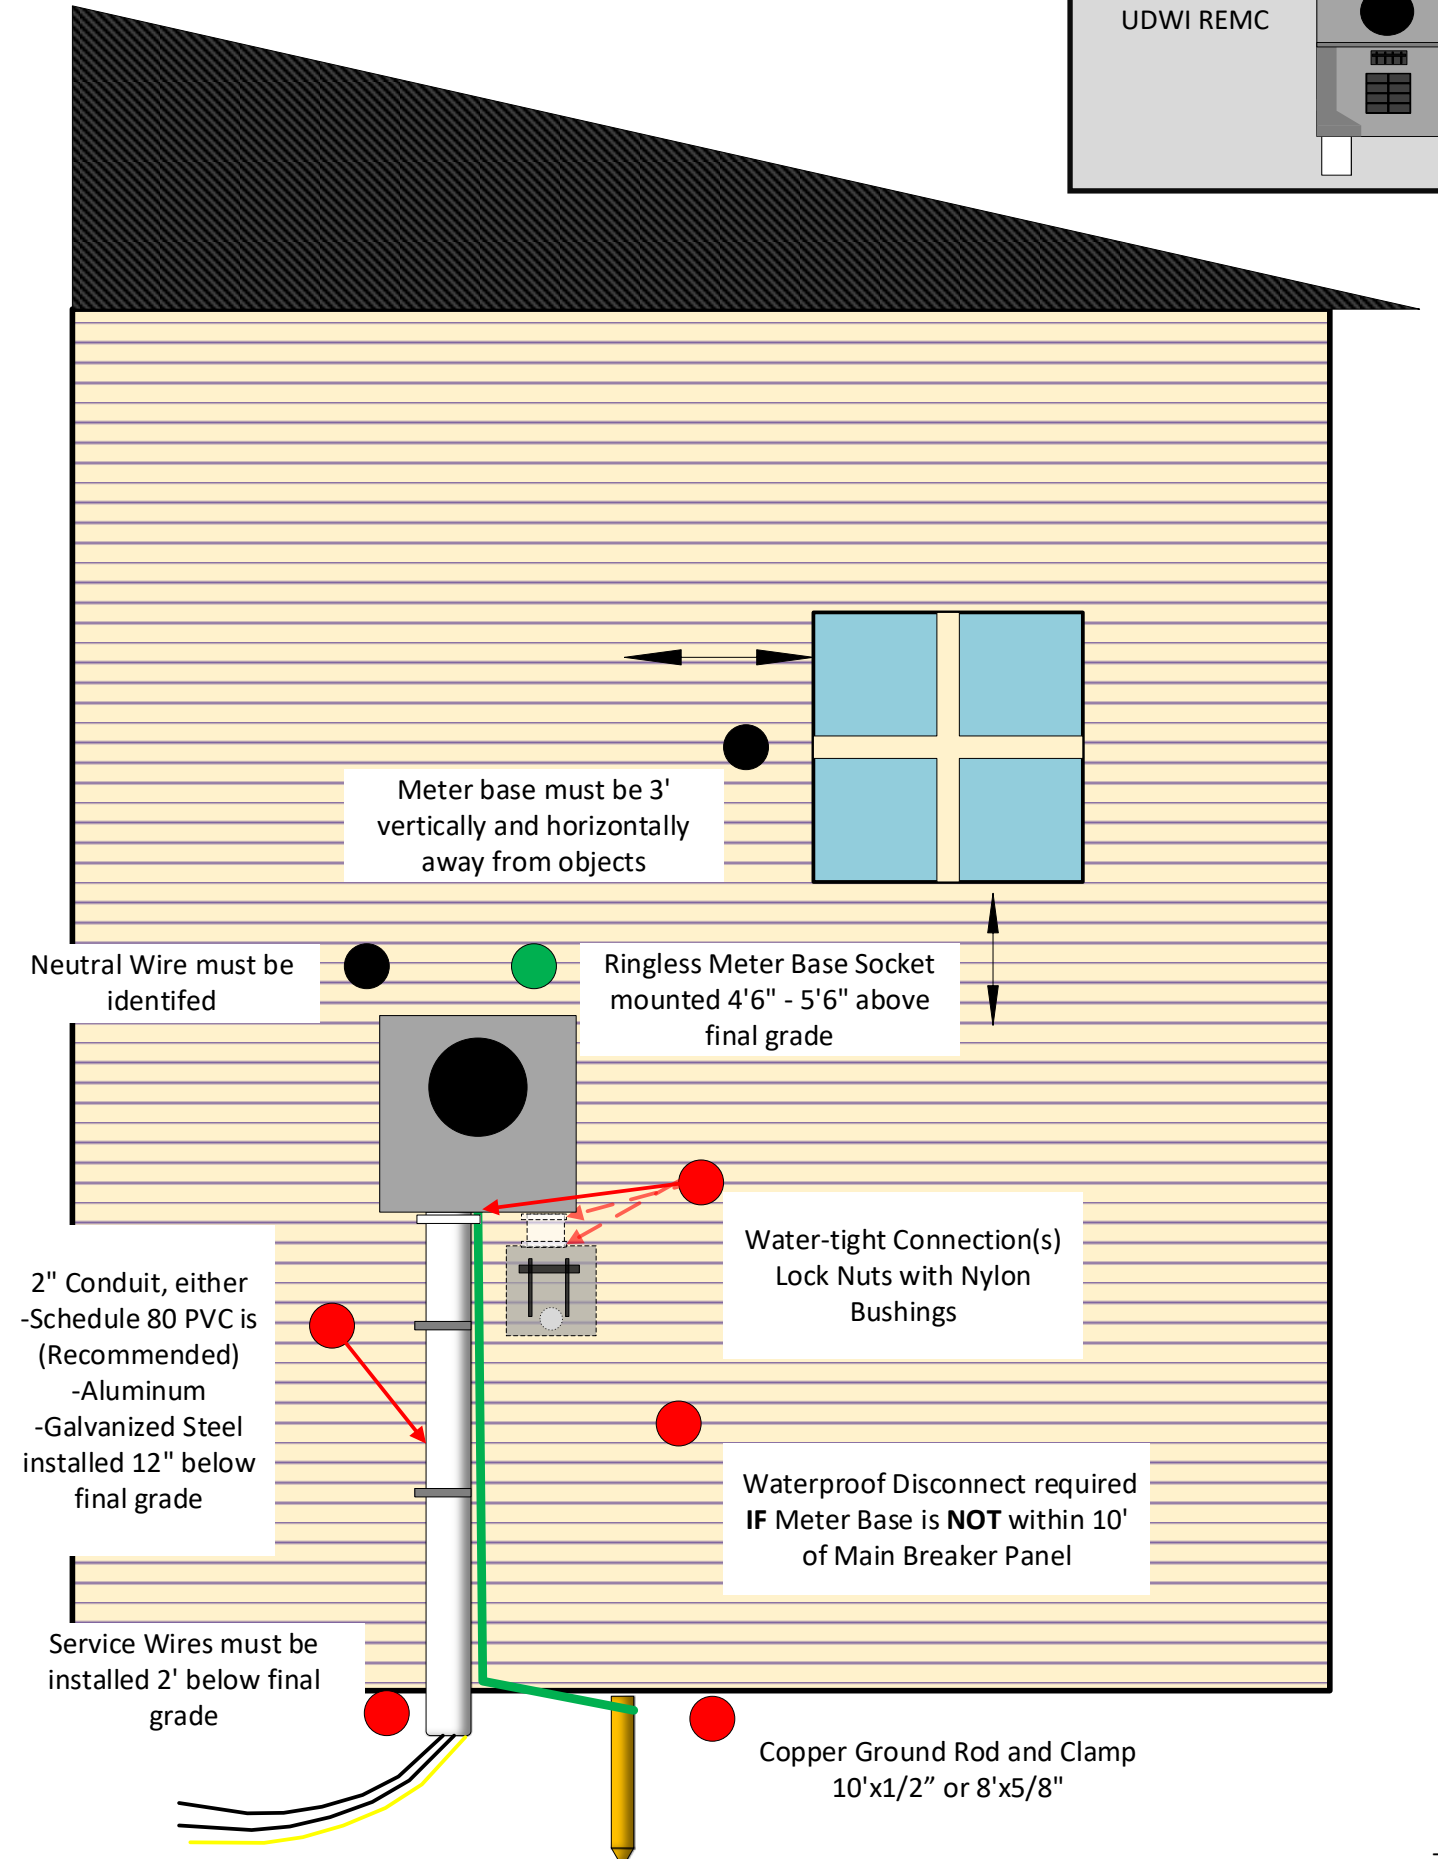 UDWI REMC
Meter base must be 3'
vertically and horizontally
away from objects
Neutral Wire must be
identifed
Ringless Meter Base Socket
mounted 4'6" - 5'6" above
final grade
Water-tight Connection(s)
Lock Nuts with Nylon
Bushings
2" Conduit, either
-Schedule 80 PVC is
(Recommended)
-Aluminum
-Galvanized Steel
installed 12" below
final grade
Waterproof Disconnect required
IF Meter Base is NOT within 10'
of Main Breaker Panel
Service Wires must be
installed 2' below final
grade
Copper Ground Rod and Clamp
10'x1/2” or 8'x5/8"